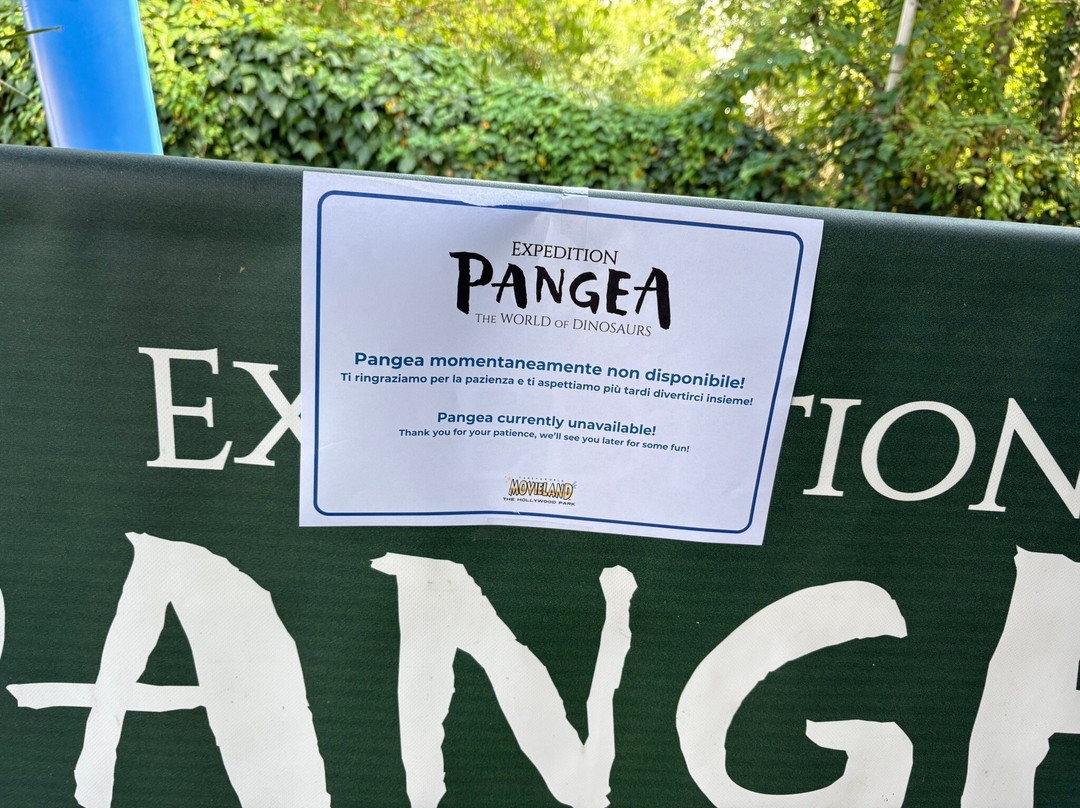 EXPEDITION
PANGEA
THE WORLD OF DINOSAURS
Pangea momentaneamente non disponibile!
Ti ringraziamo per la pazienza e ti aspettiamo più tardi divertirci insieme!
Pangea currently unavailable!
Thank you for your patience, we'll see you later for some fun!
MOVIELAND
THE HOLLYWOOD PARK
EX TION
ANG